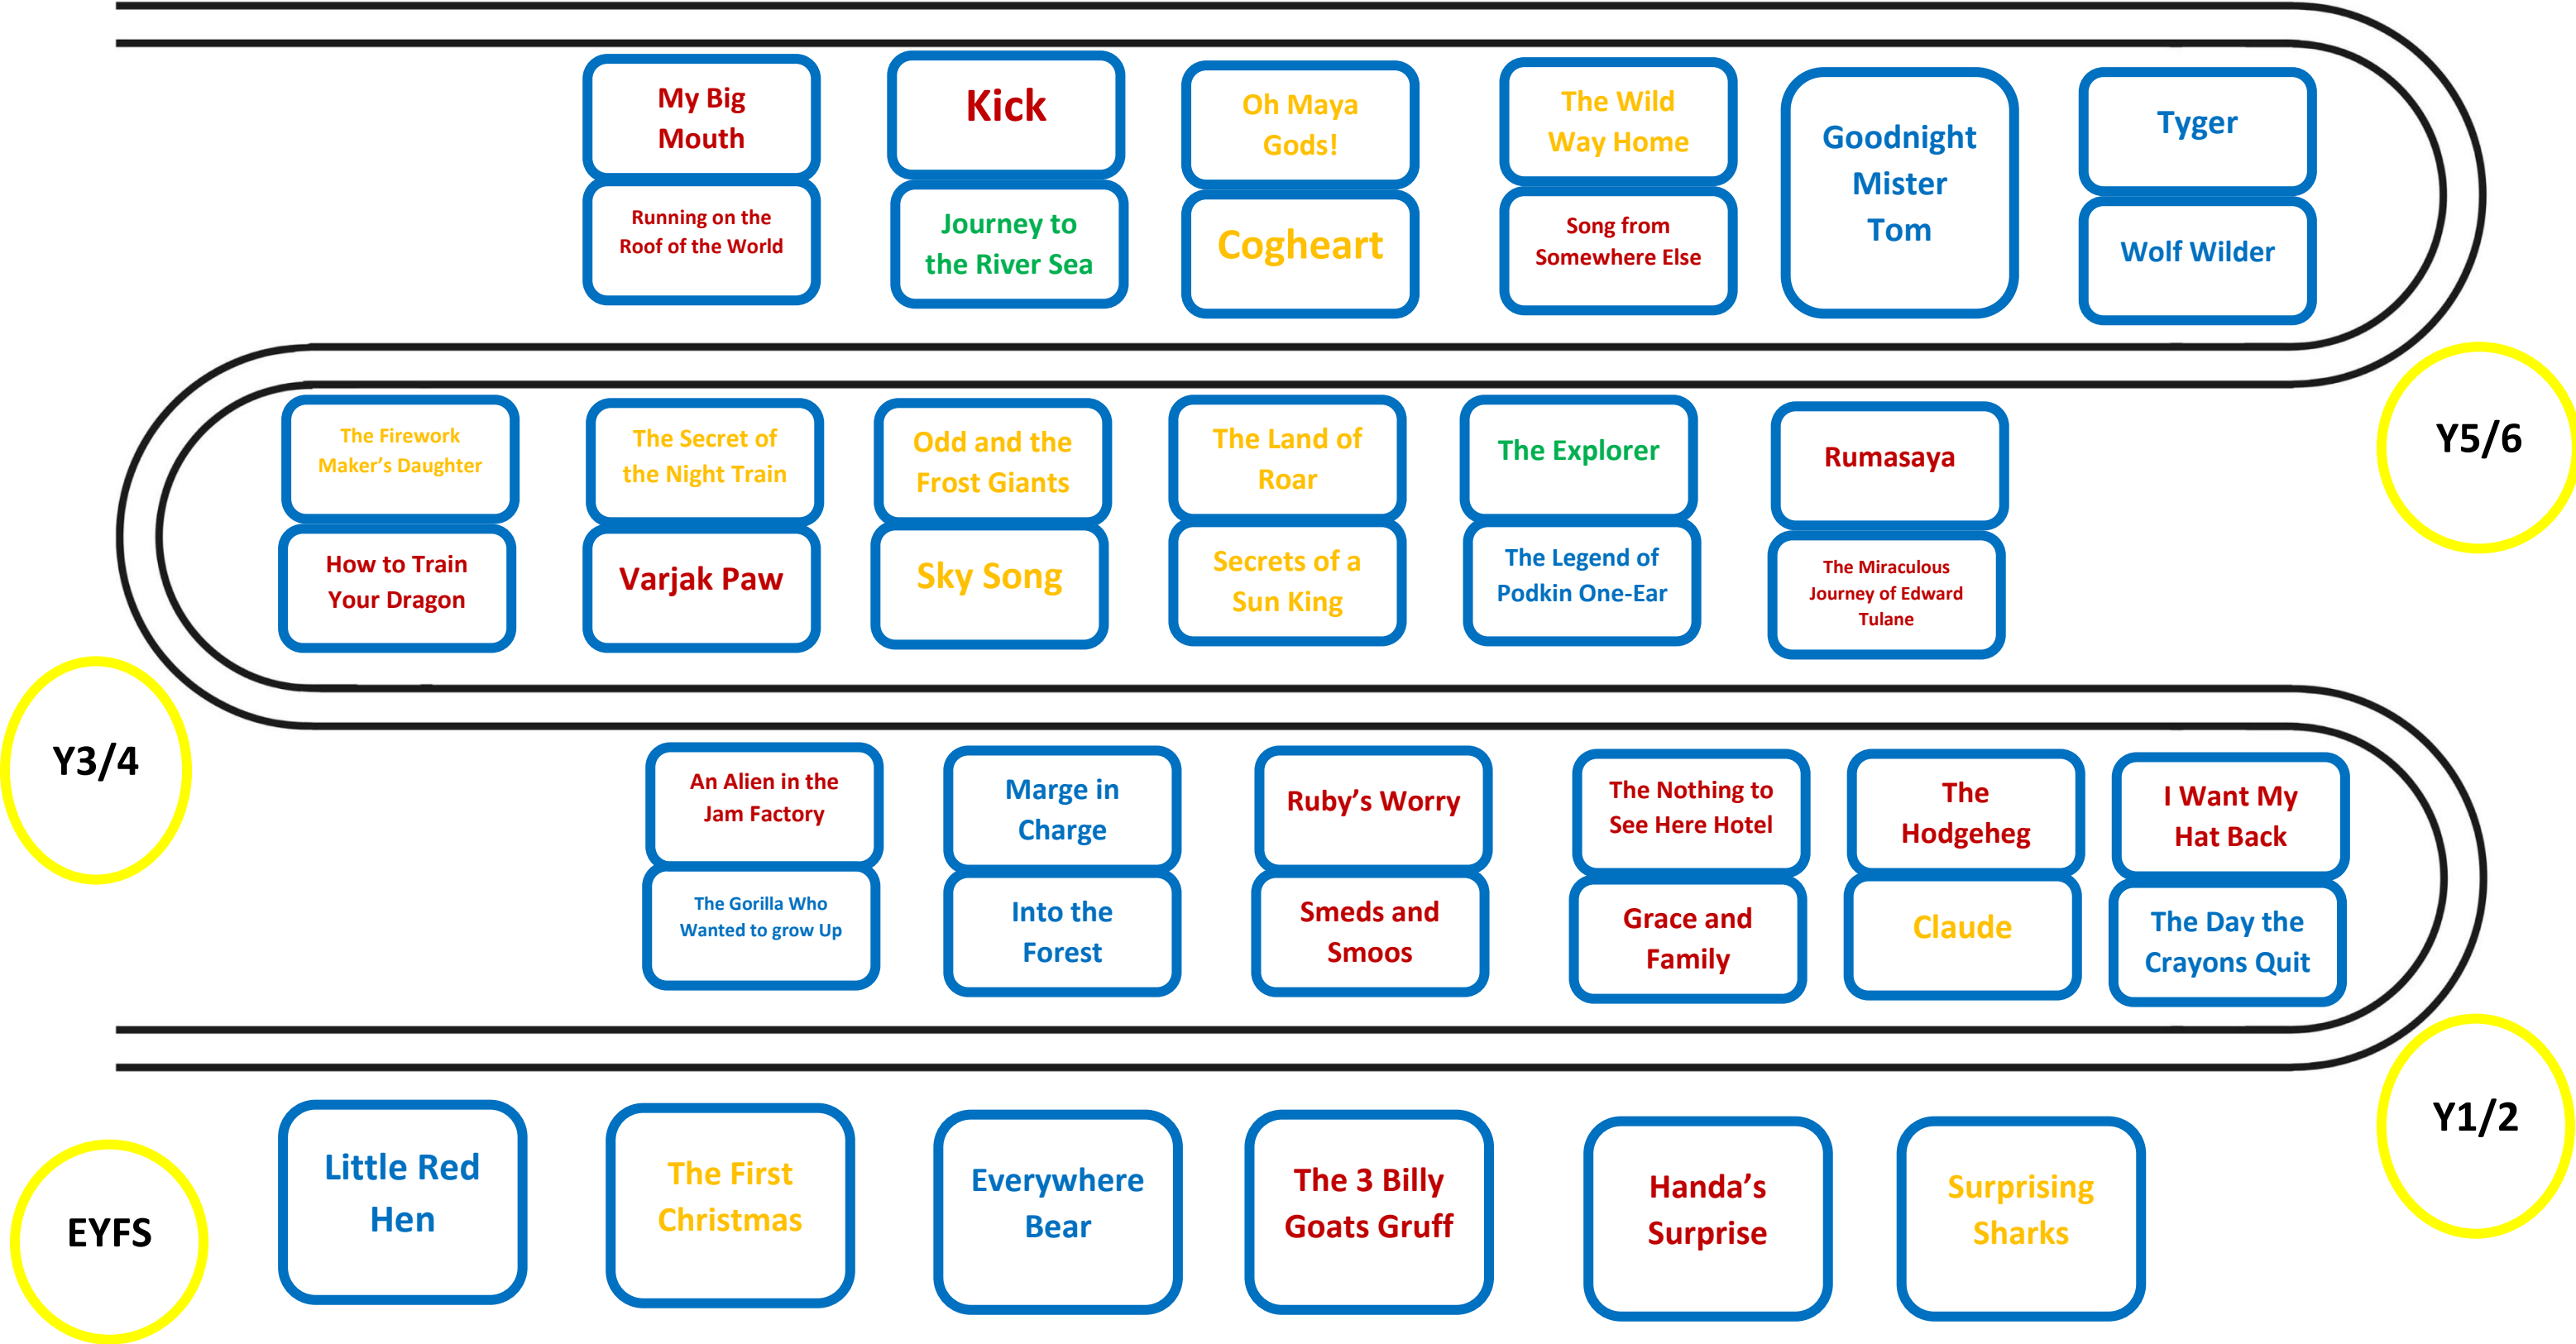 My Big
Mouth
Kick
Oh Maya
Gods!
The Wild
Way Home
Goodnight
Mister
Tom
Tyger
Running on the
Roof of the World
Journey to
the River Sea
Cogheart
Song from
Somewhere Else
Wolf Wilder
Y5/6
The Firework
Maker’s Daughter
The Secret of
the Night Train
Odd and the
Frost Giants
The Land of
Roar
The Explorer
Rumasaya
How to Train
Your Dragon
Varjak Paw
Sky Song
Secrets of a
Sun King
The Legend of
Podkin One-Ear
The Miraculous
Journey of Edward
Tulane
Y3/4
An Alien in the
Jam Factory
Marge in
Charge
Ruby’s Worry
The Nothing to
See Here Hotel
The
Hodgeheg
I Want My
Hat Back
The Gorilla Who
Wanted to grow Up
Into the
Forest
Smeds and
Smoos
Grace and
Family
Claude
The Day the
Crayons Quit
Y1/2
EYFS
Little Red
Hen
The First
Christmas
Everywhere
Bear
The 3 Billy
Goats Gruff
Handa’s
Surprise
Surprising
Sharks